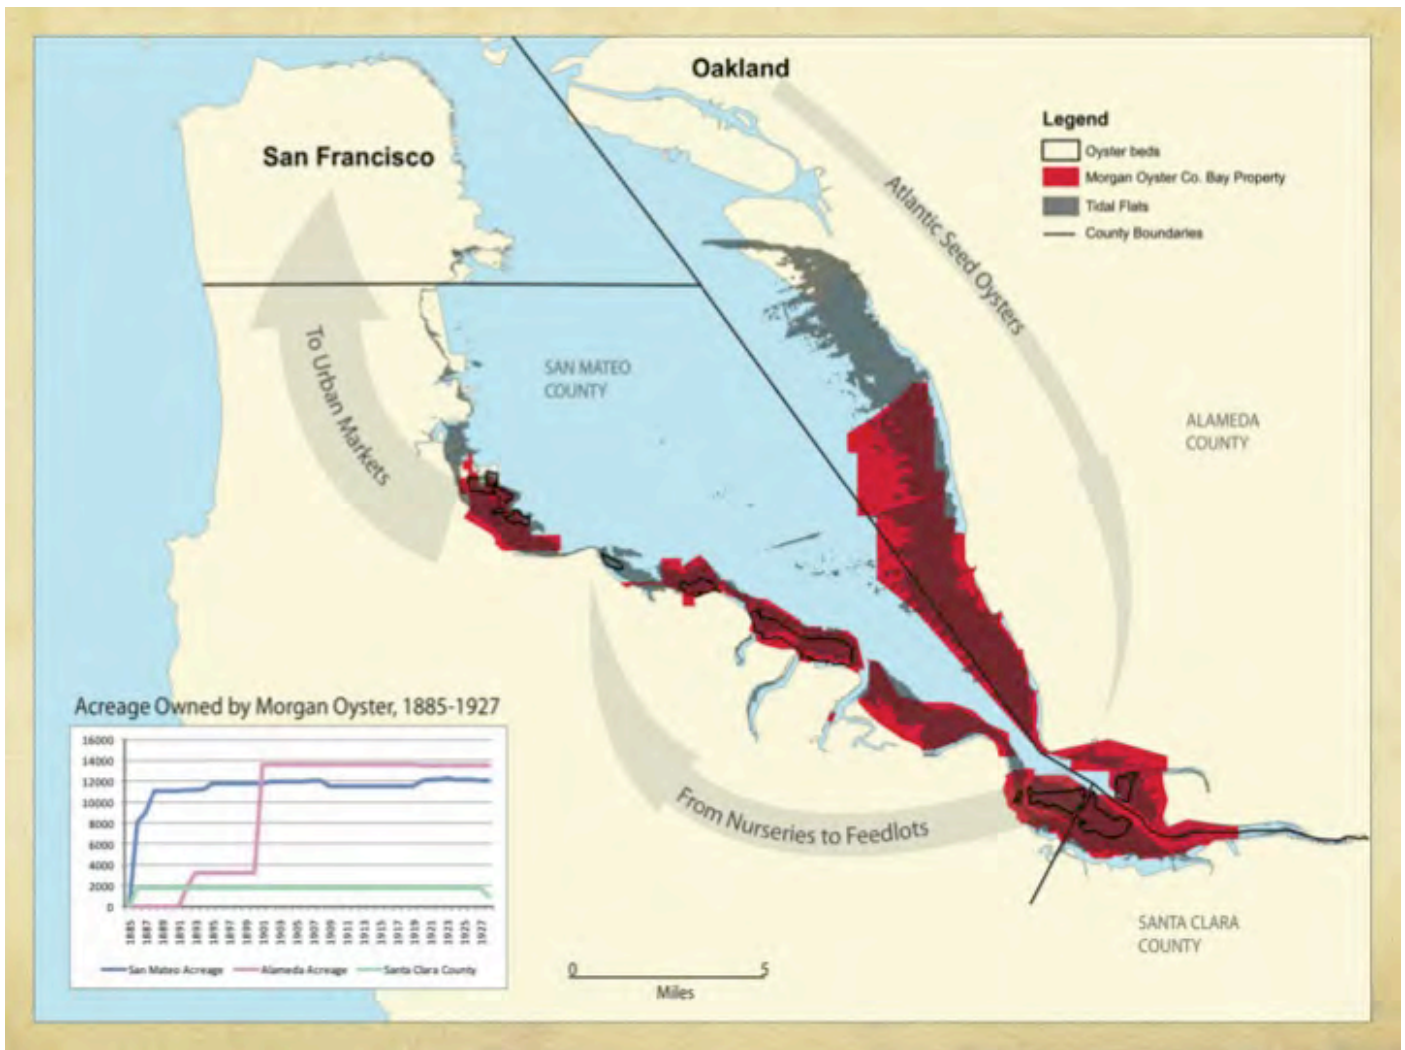 Oakland
San Francisco
Legend
Oyster beds
Morgan Oyster Co. Bay Property
Tidal Flats
County Boundaries
Atlantic Seed Oysters
To Urban Markets
SAN MATEO
COUNTY
ALAMEDA
COUNTY
From Nurseries to Feedlots
SANTA CLARA
COUNTY
0 5
Miles
Acreage Owned by Morgan Oyster, 1885-1927
16000
14000
12000
10000
8000
6000
4000
2000
0
1885 1887 1889 1891 1893 1895 1897 1899 1901 1903 1905 1907 1909 1911 1913 1915 1917 1919 1921 1923 1925 1927
San Mateo Acreage Alameda Acreage Santa Clara County